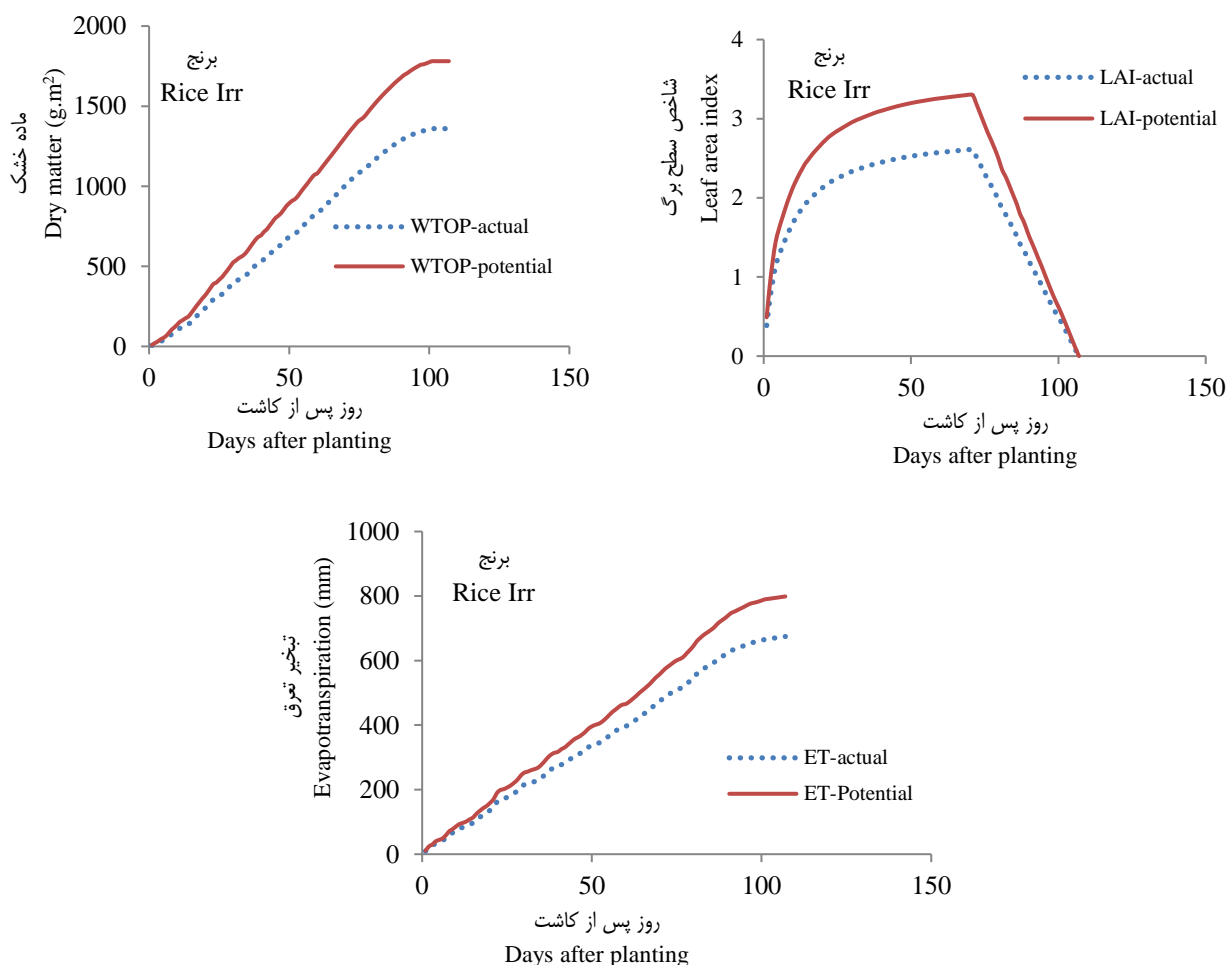 برنج
Rice Irr
ماده خشک
Dry matter (g.m²)
2000
1500
1000
500
0
WTOP-actual
WTOP-potential
0 50 100 150
روز پس از کاشت
Days after planting
برنج
Rice Irr
شاخص سطح برگ
Leaf area index
4
3
2
1
0
LAI-actual
LAI-potential
0 50 100 150
روز پس از کاشت
Days after planting
برنج
Rice Irr
تبخیر تعرق
Evapotranspiration (mm)
1000
800
600
400
200
0
ET-actual
ET-Potential
0 50 100 150
روز پس از کاشت
Days after planting